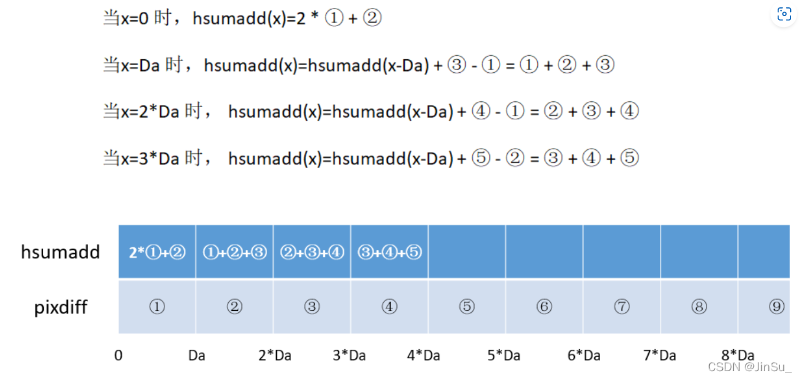 当x=0 时，hsumadd(x)=2 * ① + ②
当x=Da 时，hsumadd(x)=hsumadd(x-Da) + ③ - ① = ① + ② + ③
当x=2*Da 时， hsumadd(x)=hsumadd(x-Da) + ④ - ① = ② + ③ + ④
当x=3*Da 时， hsumadd(x)=hsumadd(x-Da) + ⑤ - ② = ③ + ④ + ⑤
hsumadd 2*①+② ①+②+③ ②+③+④ ③+④+⑤
pixdiff ① ② ③ ④ ⑤ ⑥ ⑦ ⑧ ⑨
0 Da 2*Da 3*Da 4*Da 5*Da 6*Da 7*Da 8*Da
CSDN @JinSu_